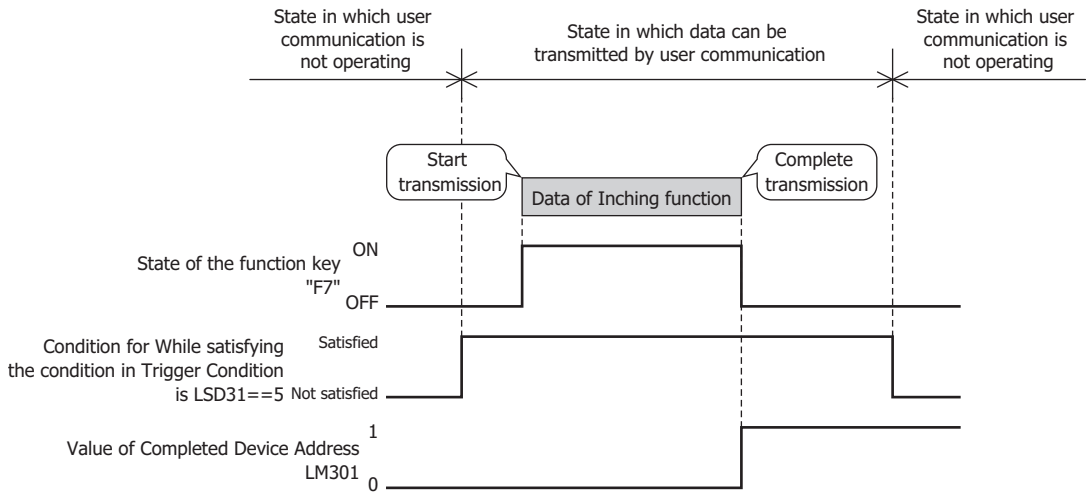 State in which user
communication is
not operating
State in which data can be
transmitted by user communication
State in which user
communication is
not operating
Start
transmission
Complete
transmission
Data of Inching function
State of the function key
"F7"
ON
OFF
Condition for While satisfying
the condition in Trigger Condition
is LSD31==5
Satisfied
Not satisfied
Value of Completed Device Address
LM301
1
0